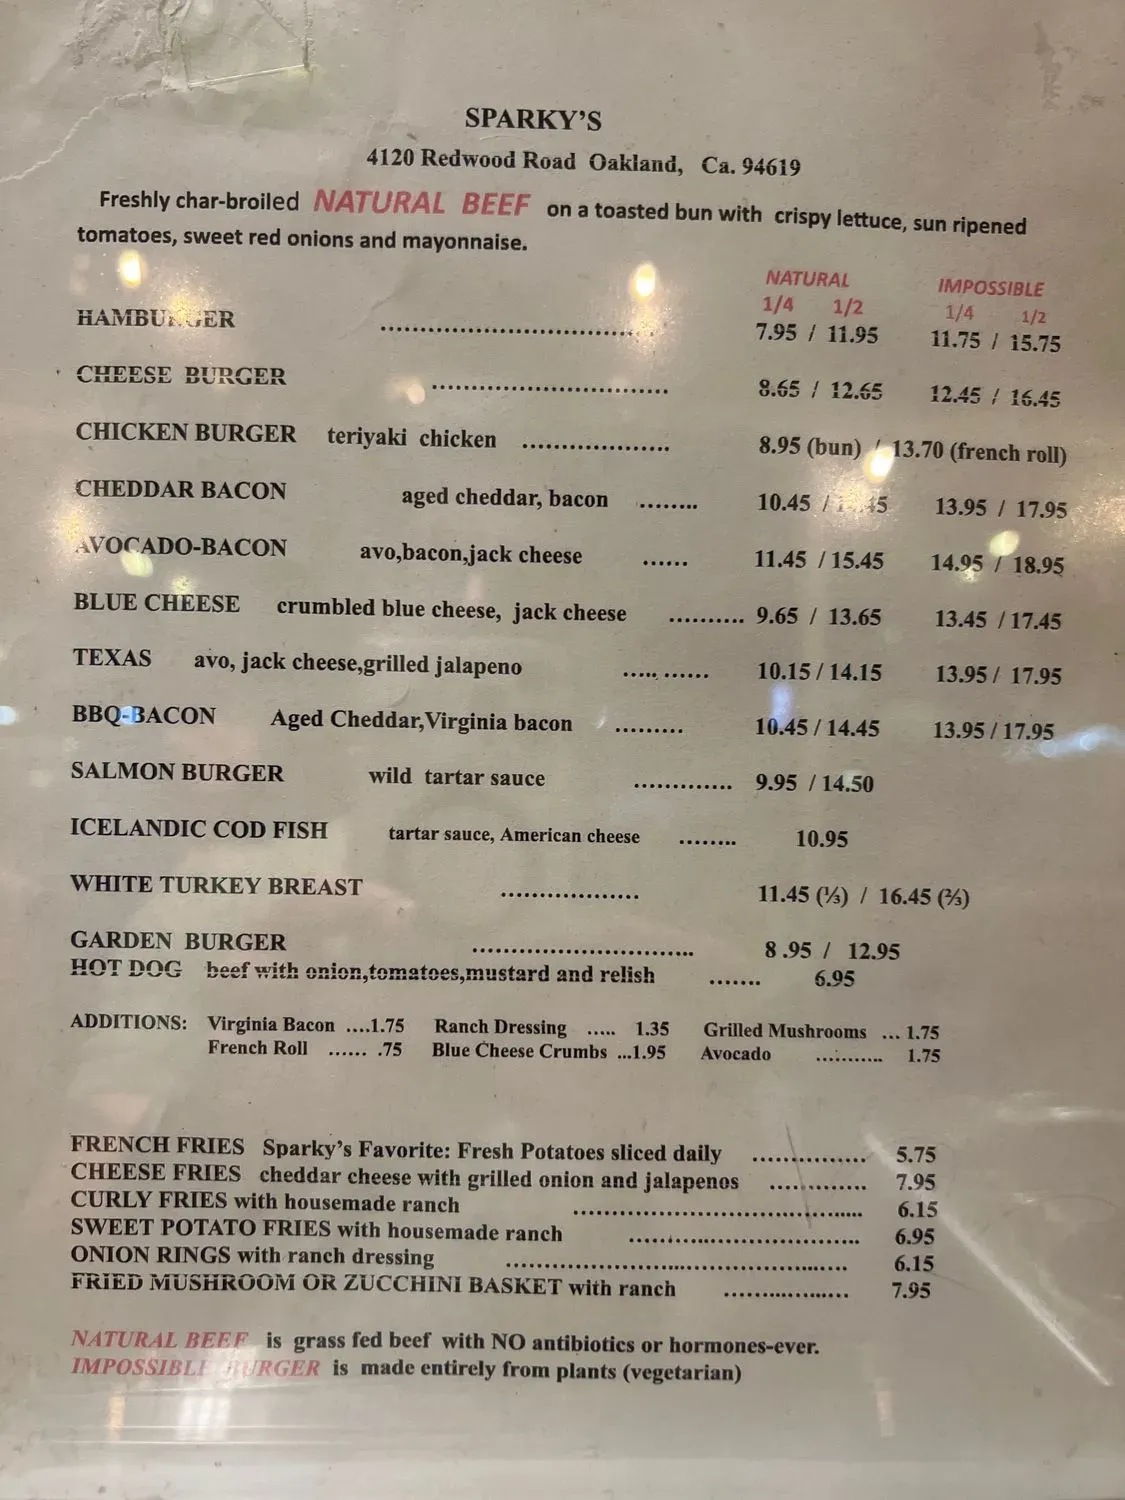 SPARKY'S
4120 Redwood Road Oakland, Ca. 94619
Freshly char-broiled NATURAL BEEF on a toasted bun with crispy lettuce, sun ripened
tomatoes, sweet red onions and mayonnaise.
NATURAL IMPOSSIBLE
1/4 1/2 1/4 1/2
HAMBURGER .............................. 7.95 / 11.95 11.75 / 15.75
CHEESE BURGER .............................. 8.65 / 12.65 12.45 / 16.45
CHICKEN BURGER teriyaki chicken ................... 8.95 (bun) / 13.70 (french roll)
CHEDDAR BACON aged cheddar, bacon ........ 10.45 / 13.95 / 17.95
AVOCADO-BACON avo,bacon,jack cheese ...... 11.45 / 15.45 14.95 / 18.95
BLUE CHEESE crumbled blue cheese, jack cheese .......... 9.65 / 13.65 13.45 / 17.45
TEXAS avo, jack cheese,grilled jalapeno ........... 10.15 / 14.15 13.95 / 17.95
BBQ-BACON Aged Cheddar,Virginia bacon ......... 10.45 / 14.45 13.95 / 17.95
SALMON BURGER wild tartar sauce ............. 9.95 / 14.50
ICELANDIC COD FISH tartar sauce, American cheese ........ 10.95
WHITE TURKEY BREAST .................. 11.45 (⅓) / 16.45 (⅔)
GARDEN BURGER ............................. 8 .95 / 12.95
HOT DOG beef with onion,tomatoes,mustard and relish ....... 6.95
ADDITIONS: Virginia Bacon ....1.75 Ranch Dressing ..... 1.35 Grilled Mushrooms ... 1.75
French Roll ...... .75 Blue Cheese Crumbs ...1.95 Avocado ........... 1.75
FRENCH FRIES Sparky's Favorite: Fresh Potatoes sliced daily ............... 5.75
CHEESE FRIES cheddar cheese with grilled onion and jalapenos ............. 7.95
CURLY FRIES with housemade ranch ...................................... 6.15
SWEET POTATO FRIES with housemade ranch .............................. 6.95
ONION RINGS with ranch dressing ............................................ 6.15
FRIED MUSHROOM OR ZUCCHINI BASKET with ranch ................ 7.95
NATURAL BEEF is grass fed beef with NO antibiotics or hormones-ever.
IMPOSSIBLE BURGER is made entirely from plants (vegetarian)